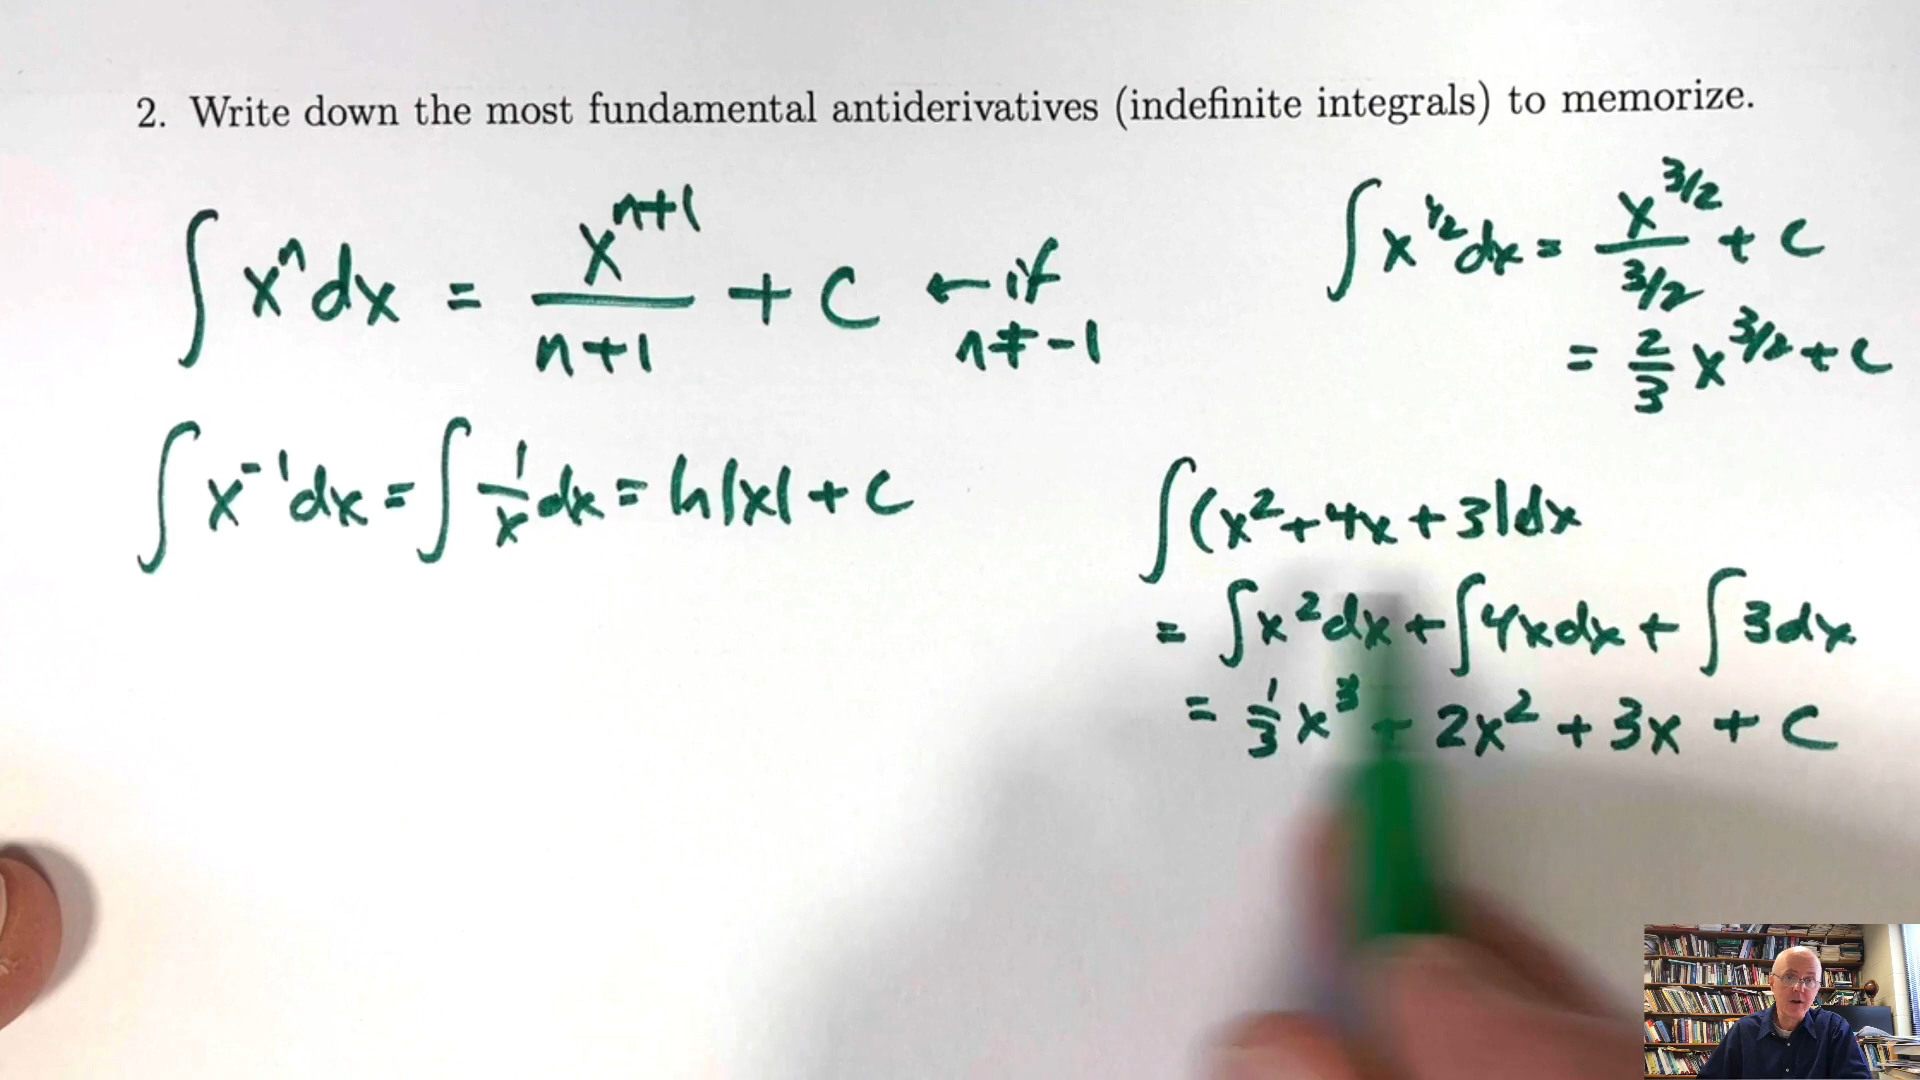 2. Write down the most fundamental antiderivatives (indefinite integrals) to memorize.
∫ xⁿ dx = xⁿ⁺¹/(n+1) + C ← if n ≠ -1
∫ x⁻¹ dx = ∫ 1/x dx = ln|x| + C
∫ x^(1/2) dx = x^(3/2)/(3/2) + C
= 2/3 x^(3/2) + C
∫ (x² + 4x + 3) dx
= ∫ x² dx + ∫ 4x dx + ∫ 3 dx
= 1/3 x³ + 2x² + 3x + C